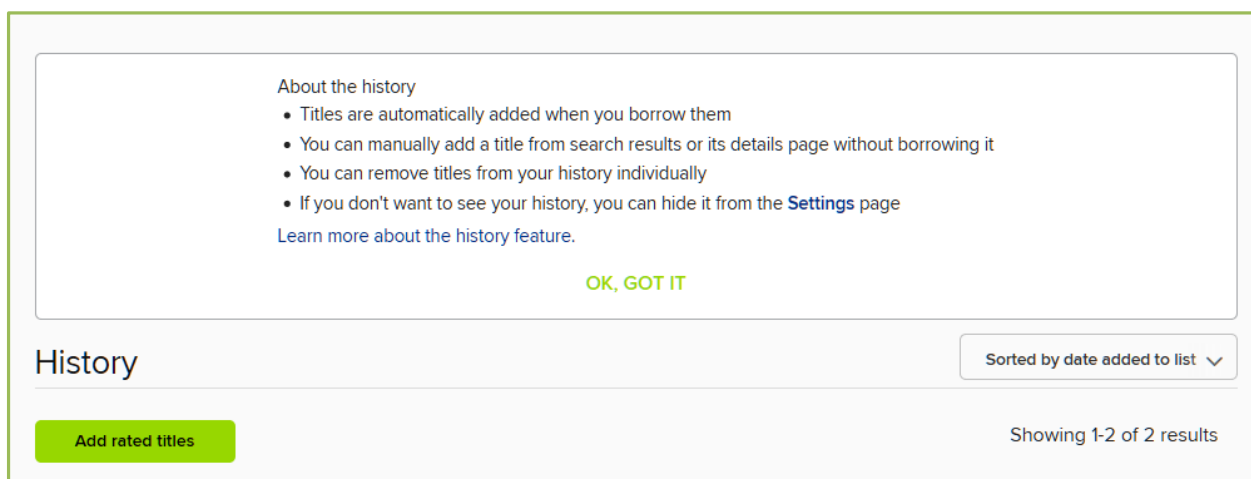 About the history
• Titles are automatically added when you borrow them
• You can manually add a title from search results or its details page without borrowing it
• You can remove titles from your history individually
• If you don't want to see your history, you can hide it from the Settings page
Learn more about the history feature.
OK, GOT IT
History
Sorted by date added to list
Add rated titles
Showing 1-2 of 2 results